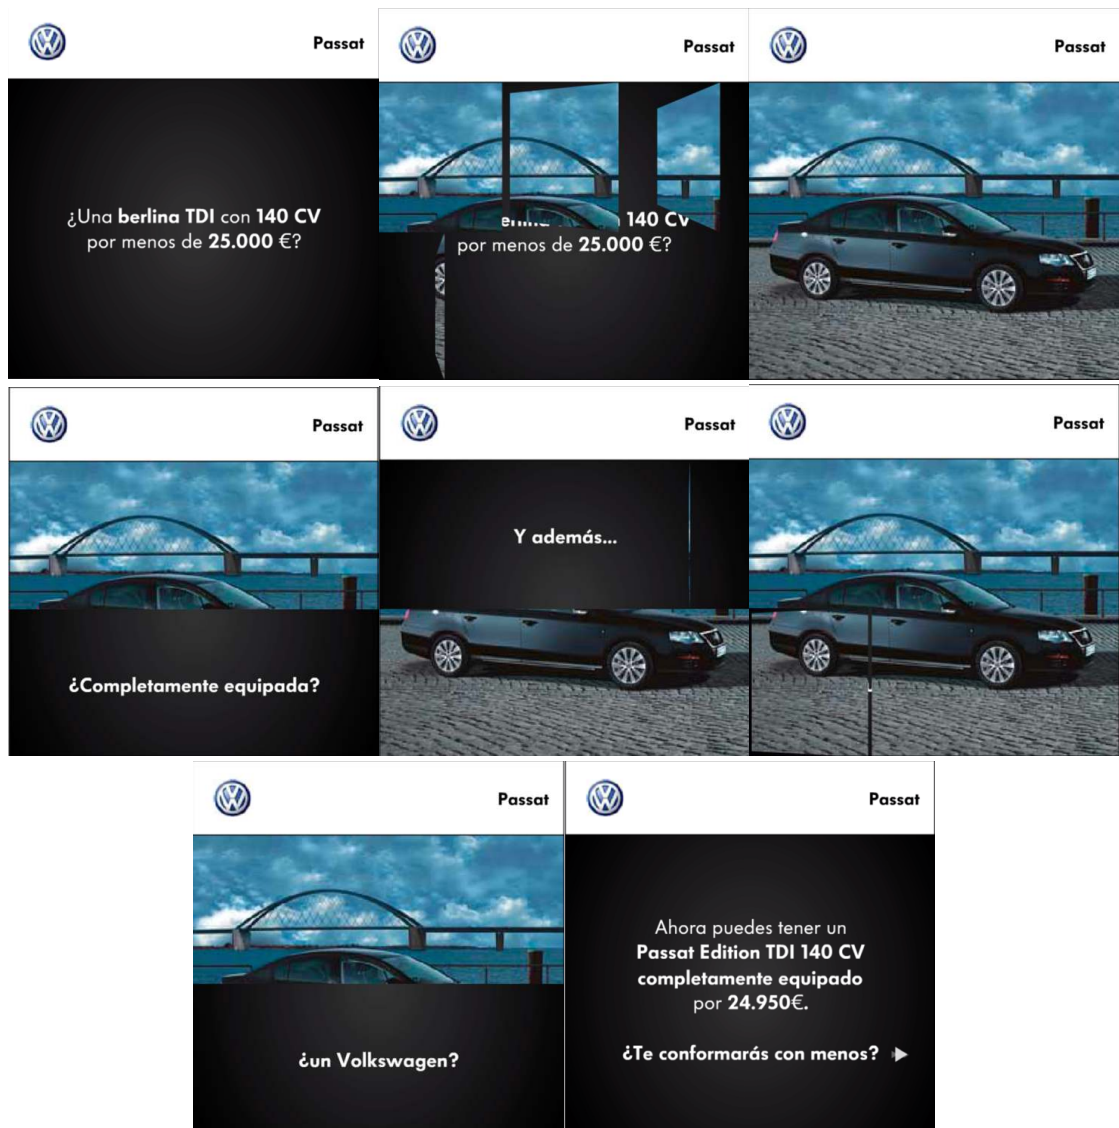 Passat
¿Una berlina TDI con 140 CV
por menos de 25.000 €?
Passat
140 CV
por menos de 25.000 €?
Passat
Passat
¿Completamente equipada?
Passat
Y además...
Passat
Passat
¿un Volkswagen?
Passat
Ahora puedes tener un
Passat Edition TDI 140 CV
completamente equipado
por 24.950€.
¿Te conformarás con menos?